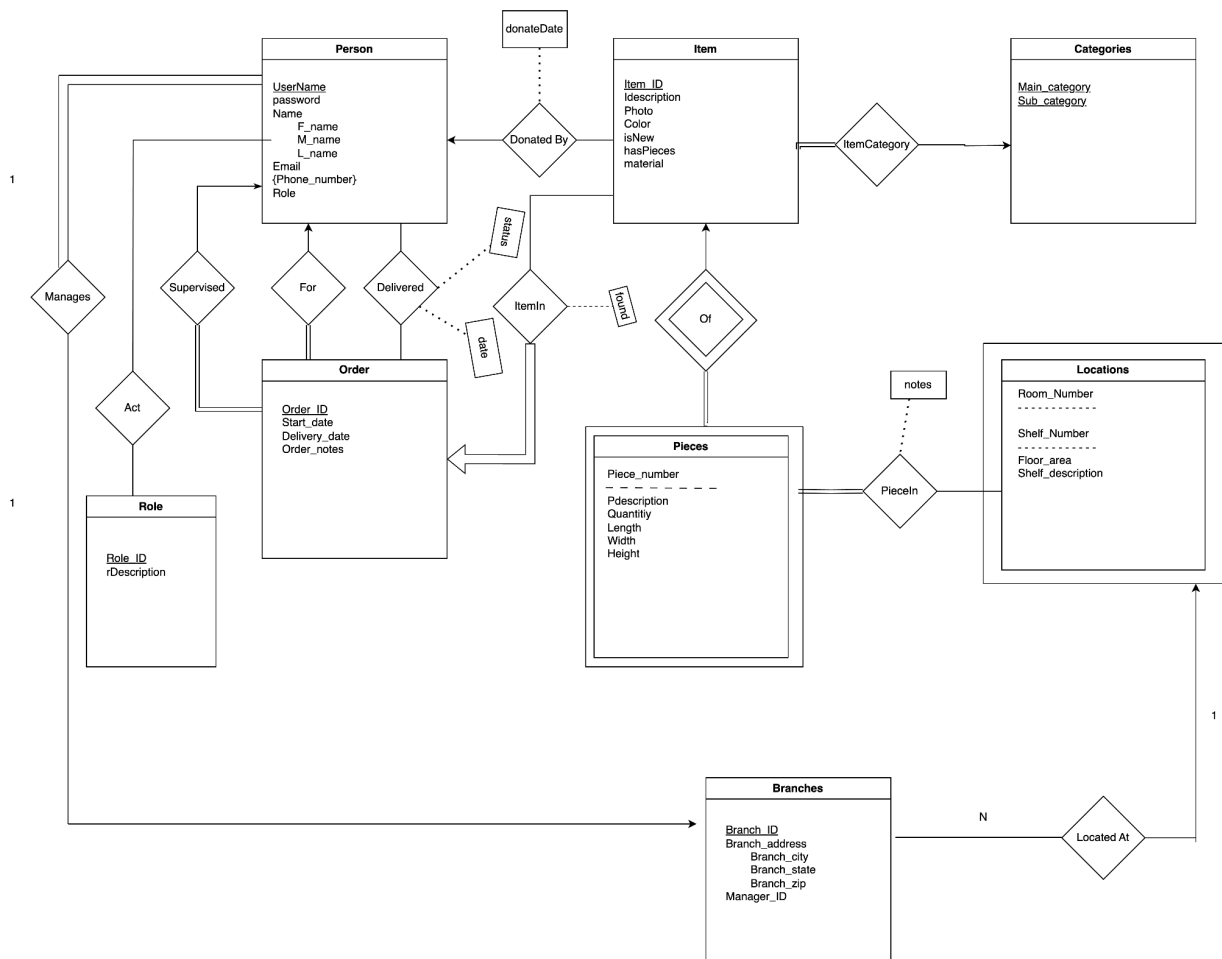 donateDate
Person
UserName
password
Name
F_name
M_name
L_name
Email
{Phone_number}
Role
Donated By
Item
Item_ID
Idescription
Photo
Color
isNew
hasPieces
material
ItemCategory
Categories
Main_category
Sub_category
1
Manages
Supervised
For
Delivered
status
date
ItemIn
found
Of
Act
Order
Order_ID
Start_date
Delivery_date
Order_notes
notes
Locations
Room_Number
Shelf_Number
Floor_area
Shelf_description
Pieces
Piece_number
Pdescription
Quantitiy
Length
Width
Height
PieceIn
1
Role
Role_ID
rDescription
1
Branches
Branch_ID
Branch_address
Branch_city
Branch_state
Branch_zip
Manager_ID
N
Located At